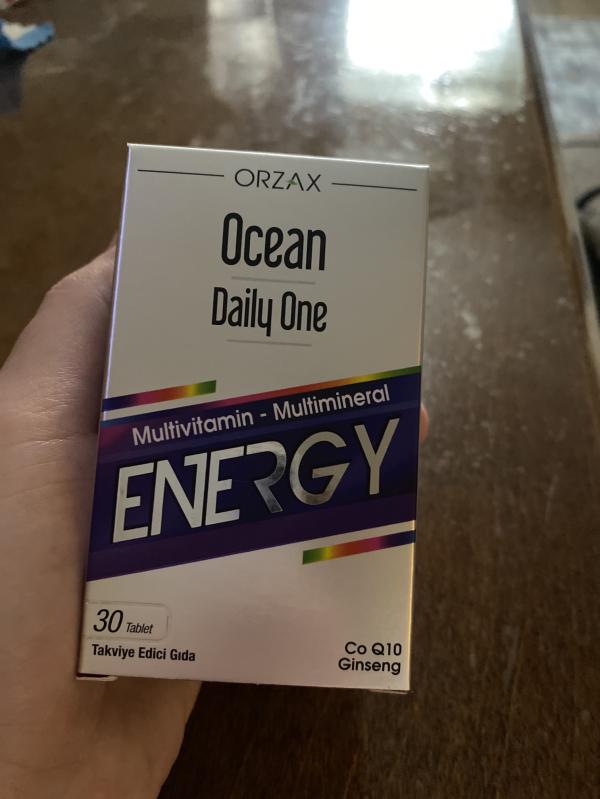 ORZAX
Ocean
Daily One
Multivitamin - Multimineral
ENERGY
30 Tablet
Takviye Edici Gıda
Co Q10
Ginseng